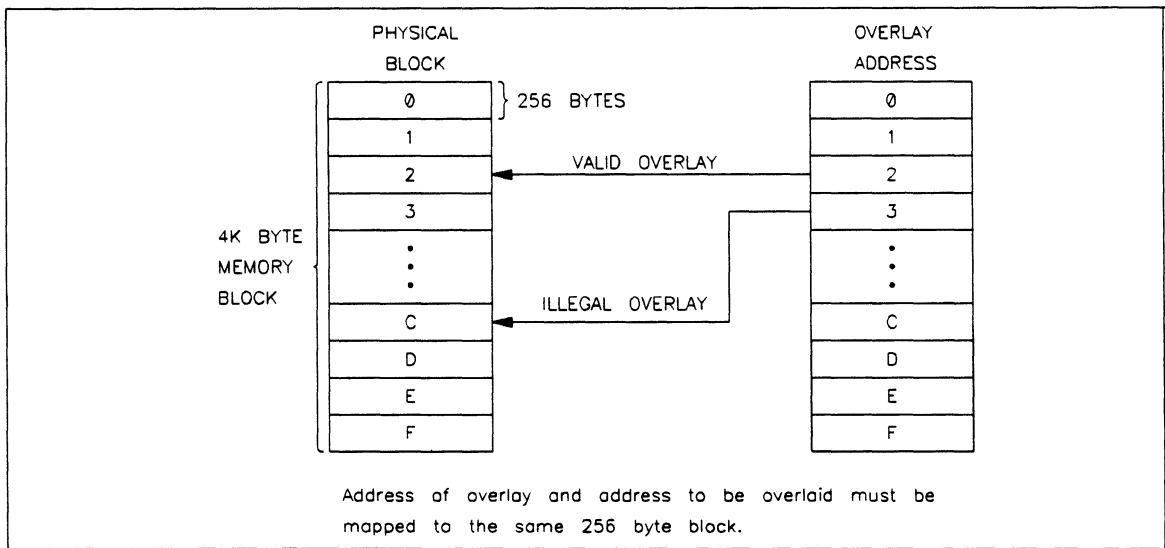 PHYSICAL
BLOCK
OVERLAY
ADDRESS
0
256 BYTES
0
1
1
VALID OVERLAY
2
2
3
3
4K BYTE
MEMORY
BLOCK
ILLEGAL OVERLAY
C
C
D
D
E
E
F
F
Address of overlay and address to be overlaid must be
mapped to the same 256 byte block.